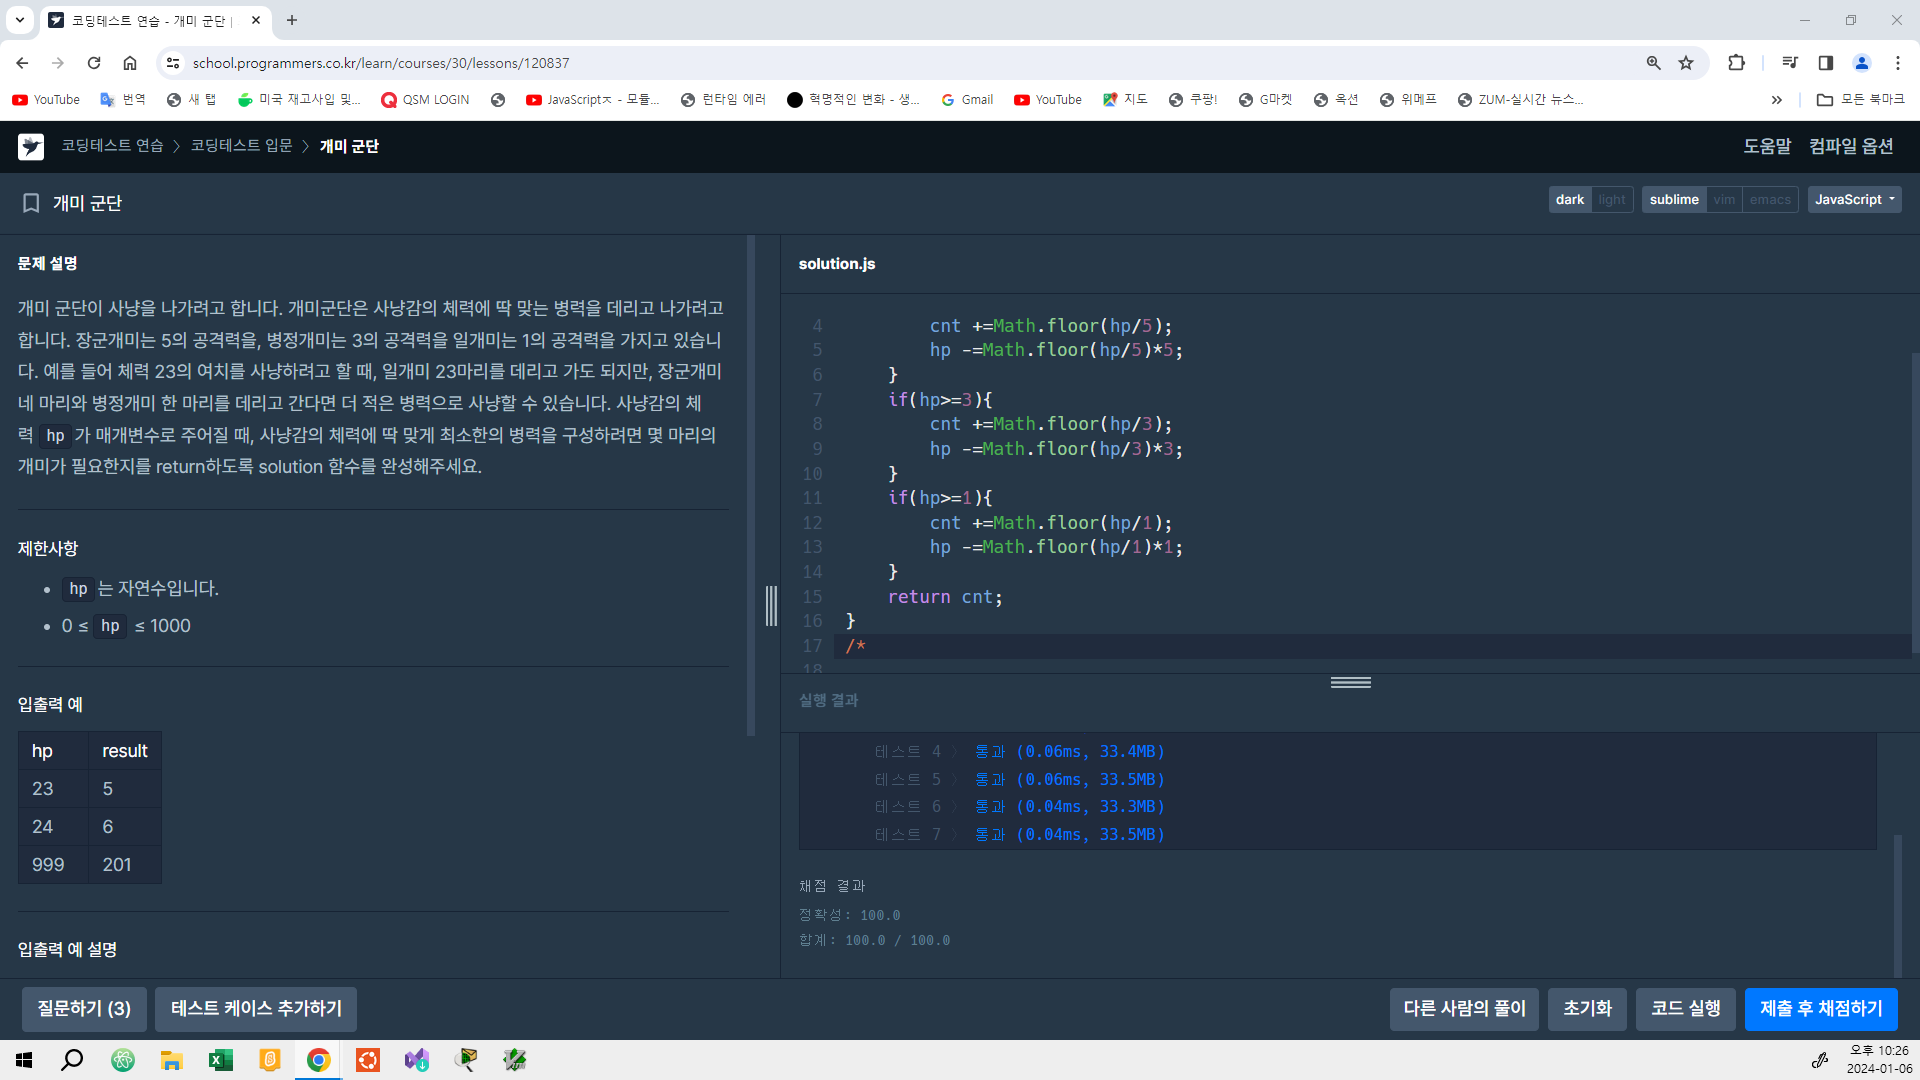 코딩테스트 연습 - 개미 군단 |
school.programmers.co.kr/learn/courses/30/lessons/120837
YouTube 번역 새 탭 미국 재고사입 및... QSM LOGIN JavaScriptㅈ - 모듈... 런타임 에러 혁명적인 변화 - 생... Gmail YouTube 지도 쿠팡! G마켓 옥션 위메프 ZUM-실시간 뉴스... » 모든 북마크
코딩테스트 연습 > 코딩테스트 입문 > 개미 군단 도움말 컴파일 옵션
개미 군단 dark light sublime vim emacs JavaScript
문제 설명
개미 군단이 사냥을 나가려고 합니다. 개미군단은 사냥감의 체력에 딱 맞는 병력을 데리고 나가려고
합니다. 장군개미는 5의 공격력을, 병정개미는 3의 공격력을 일개미는 1의 공격력을 가지고 있습니
다. 예를 들어 체력 23의 여치를 사냥하려고 할 때, 일개미 23마리를 데리고 가도 되지만, 장군개미
네 마리와 병정개미 한 마리를 데리고 간다면 더 적은 병력으로 사냥할 수 있습니다. 사냥감의 체
력 hp 가 매개변수로 주어질 때, 사냥감의 체력에 딱 맞게 최소한의 병력을 구성하려면 몇 마리의
개미가 필요한지를 return하도록 solution 함수를 완성해주세요.
제한사항
• hp 는 자연수입니다.
• 0 ≤ hp ≤ 1000
입출력 예
hp result
23 5
24 6
999 201
입출력 예 설명
solution.js
4 cnt +=Math.floor(hp/5);
5 hp -=Math.floor(hp/5)*5;
6 }
7 if(hp>=3){
8 cnt +=Math.floor(hp/3);
9 hp -=Math.floor(hp/3)*3;
10 }
11 if(hp>=1){
12 cnt +=Math.floor(hp/1);
13 hp -=Math.floor(hp/1)*1;
14 }
15 return cnt;
16 }
17 /*
18
실행 결과
테스트 4 > 통과 (0.06ms, 33.4MB)
테스트 5 > 통과 (0.06ms, 33.5MB)
테스트 6 > 통과 (0.04ms, 33.3MB)
테스트 7 > 통과 (0.04ms, 33.5MB)
채점 결과
정확성: 100.0
합계: 100.0 / 100.0
질문하기 (3) 테스트 케이스 추가하기 다른 사람의 풀이 초기화 코드 실행 제출 후 채점하기
오후 10:26
2024-01-06